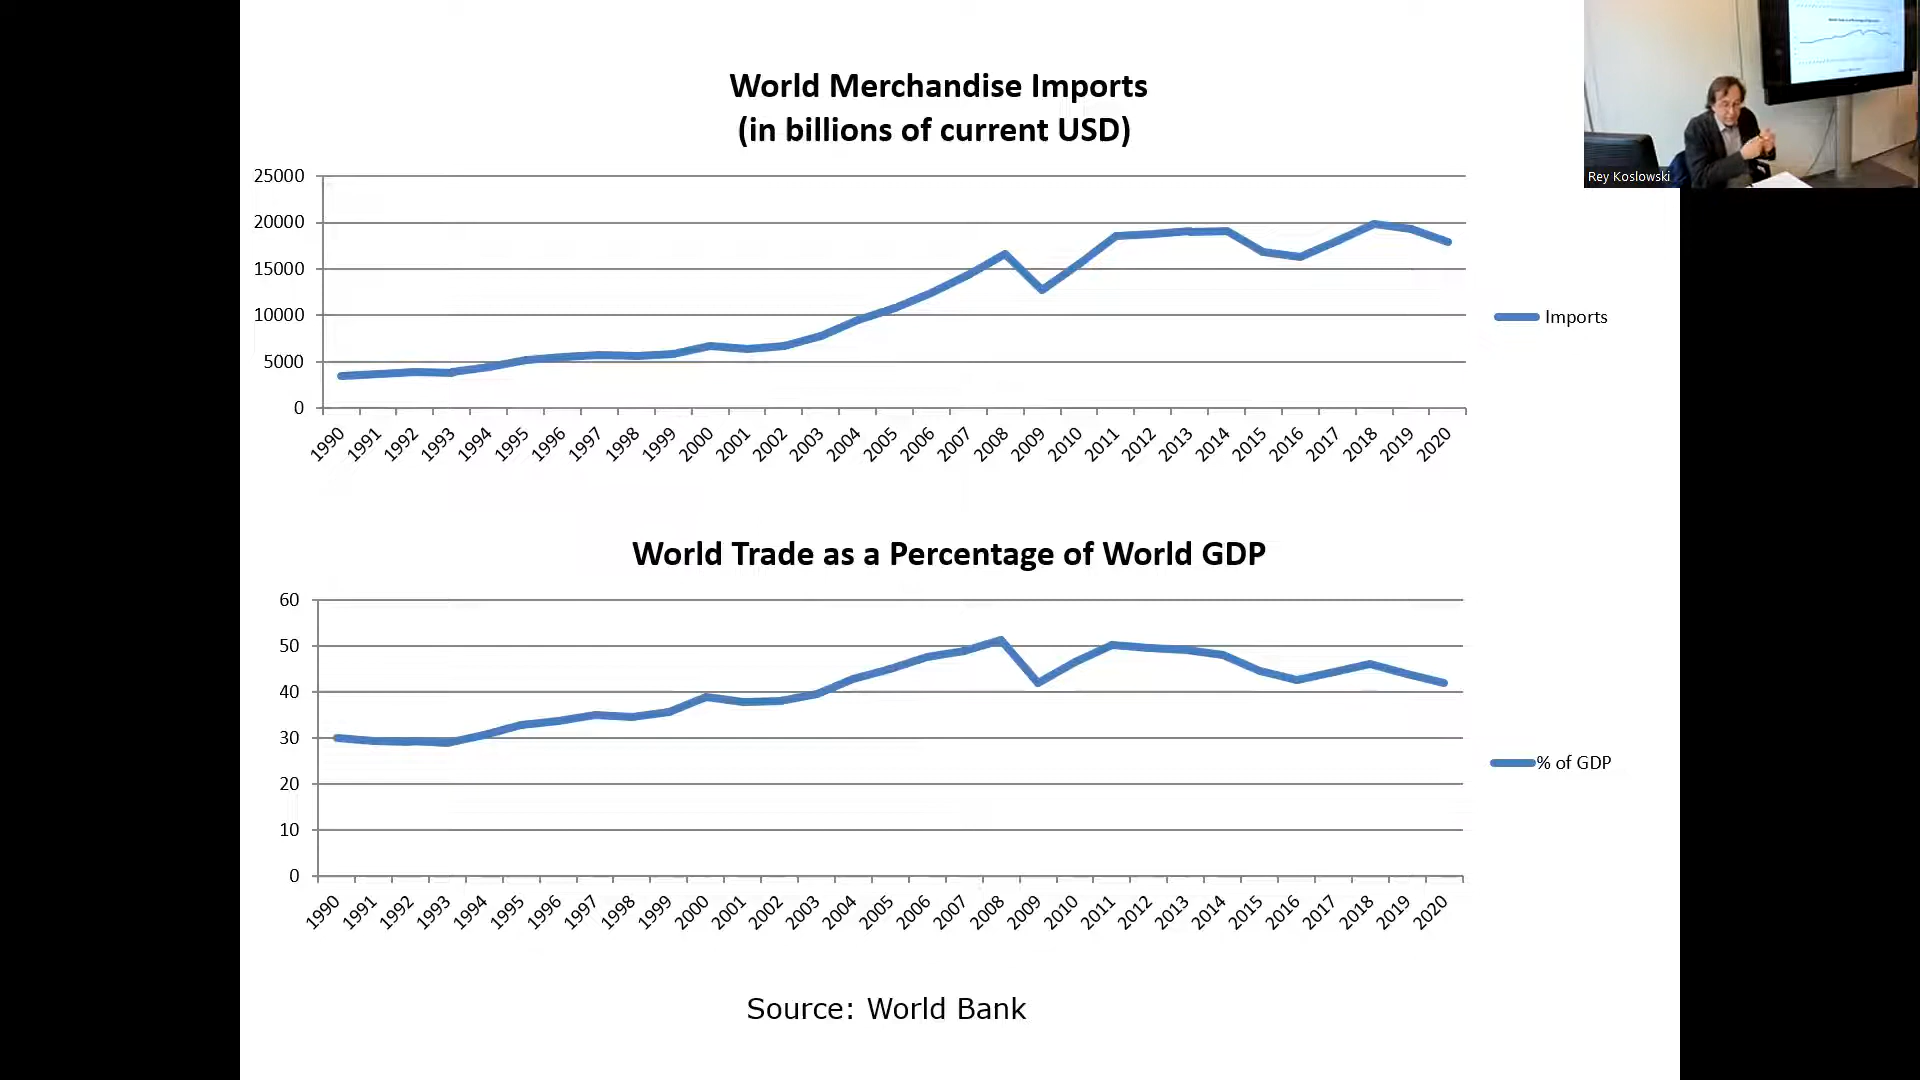 World Merchandise Imports
(in billions of current USD)
25000
20000
15000
10000
5000
0
1990 1991 1992 1993 1994 1995 1996 1997 1998 1999 2000 2001 2002 2003 2004 2005 2006 2007 2008 2009 2010 2011 2012 2013 2014 2015 2016 2017 2018 2019 2020
Imports
World Trade as a Percentage of World GDP
60
50
40
30
20
10
0
1990 1991 1992 1993 1994 1995 1996 1997 1998 1999 2000 2001 2002 2003 2004 2005 2006 2007 2008 2009 2010 2011 2012 2013 2014 2015 2016 2017 2018 2019 2020
% of GDP
Source: World Bank
Rey Koslowski